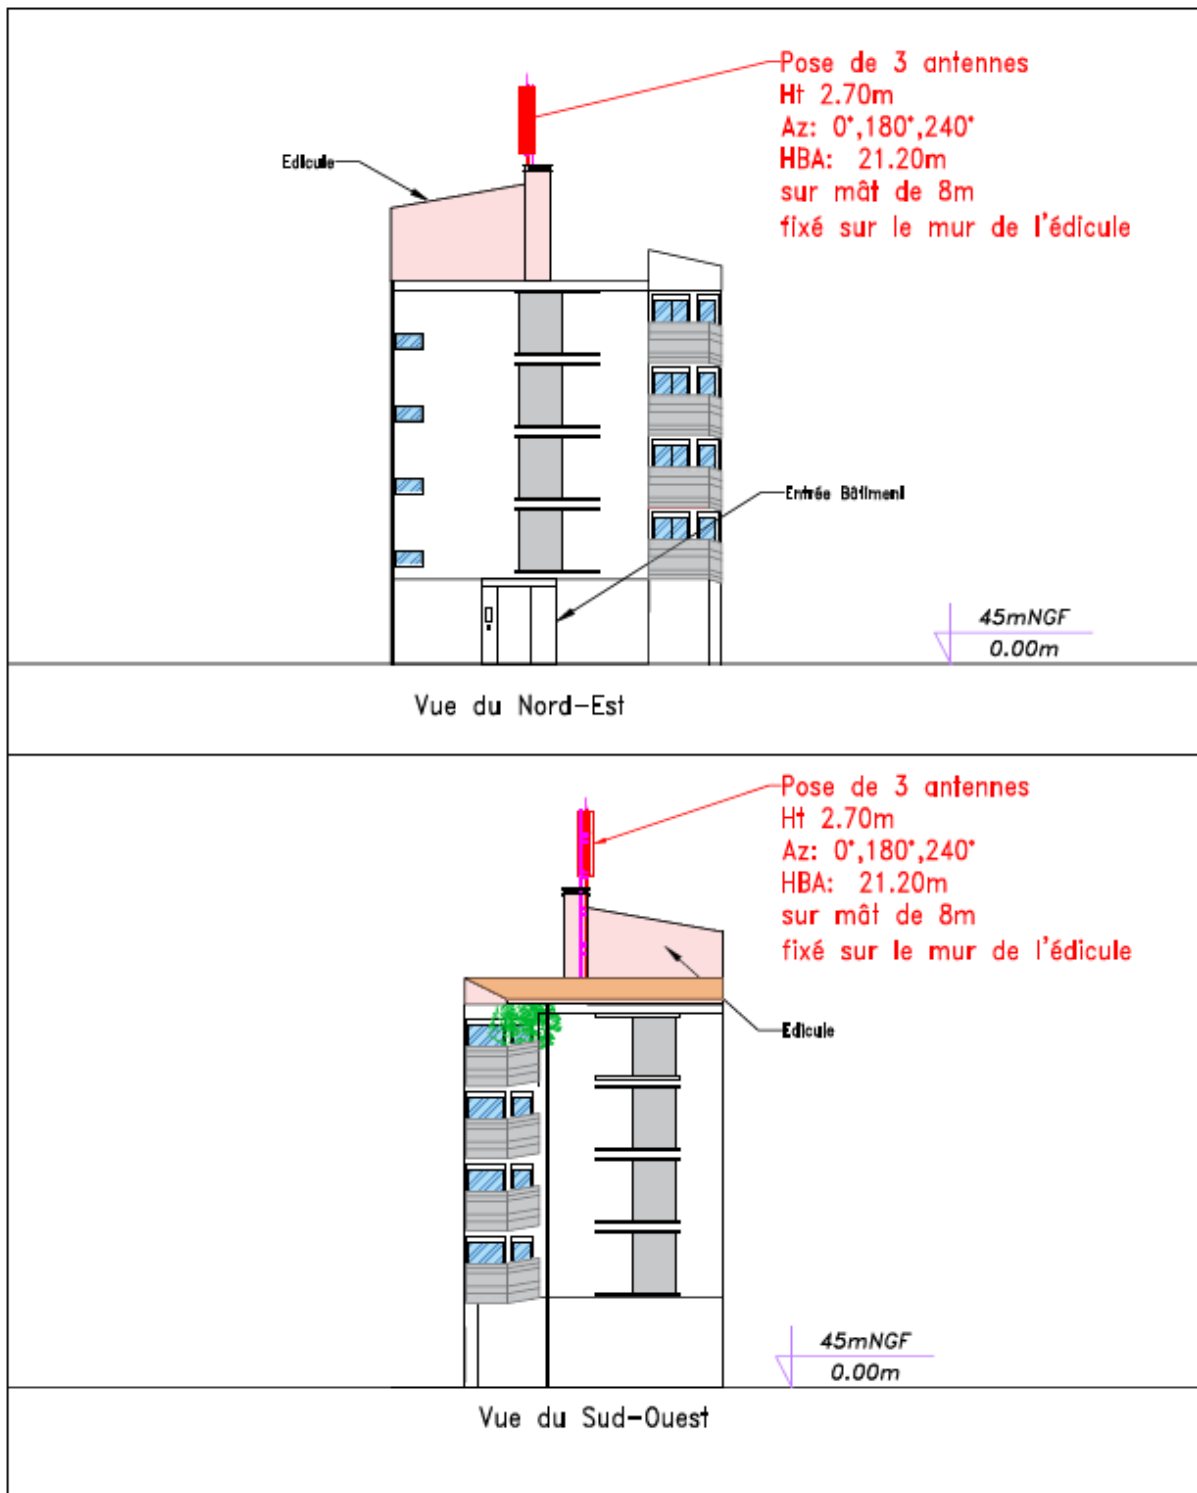 Pose de 3 antennes
Ht 2.70m
Az: 0°,180°,240°
HBA: 21.20m
sur mât de 8m
fixé sur le mur de l'édicule
Edicule
Entrée Bâtiment
45mNGF
0.00m
Vue du Nord-Est
Pose de 3 antennes
Ht 2.70m
Az: 0°,180°,240°
HBA: 21.20m
sur mât de 8m
fixé sur le mur de l'édicule
Edicule
45mNGF
0.00m
Vue du Sud-Ouest